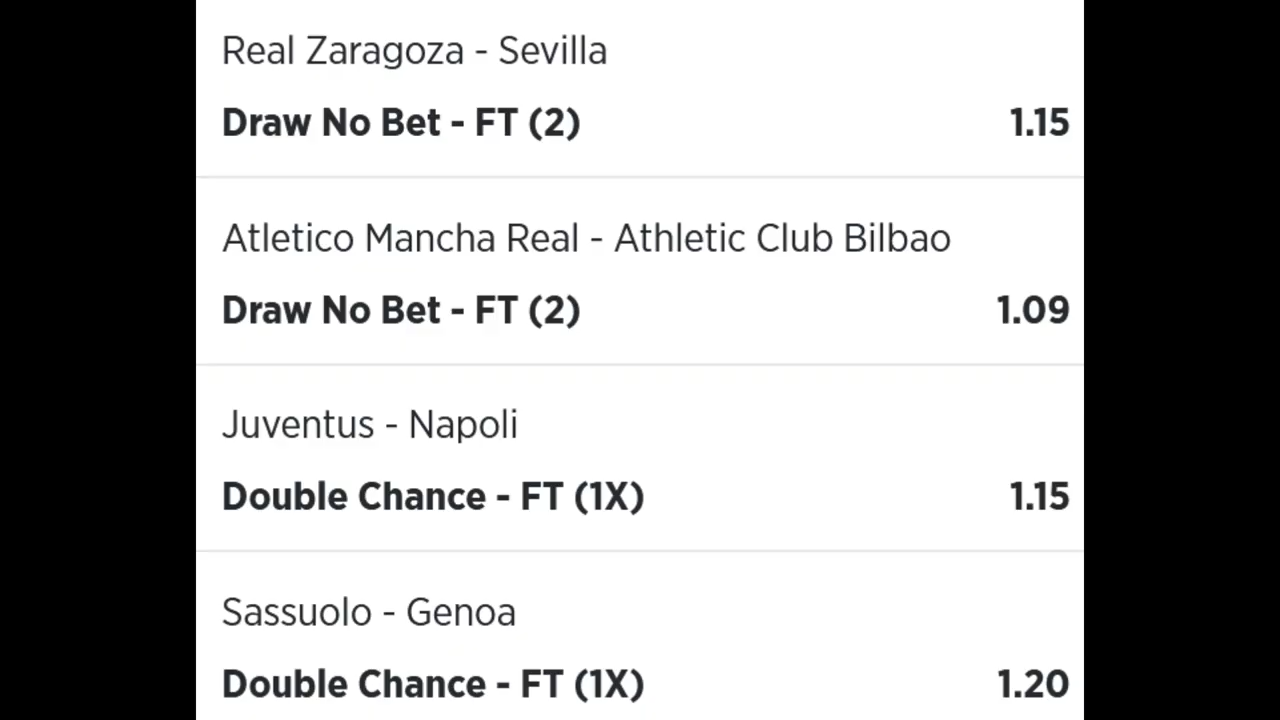 Real Zaragoza - Sevilla
Draw No Bet - FT (2) 1.15
Atletico Mancha Real - Athletic Club Bilbao
Draw No Bet - FT (2) 1.09
Juventus - Napoli
Double Chance - FT (1X) 1.15
Sassuolo - Genoa
Double Chance - FT (1X) 1.20